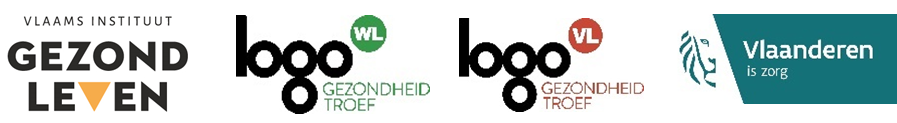 VLAAMS INSTITUUT
GEZOND
LEVEN
logo WL
GEZONDHEID
TROEF
logo VL
GEZONDHEID
TROEF
Vlaanderen
is zorg